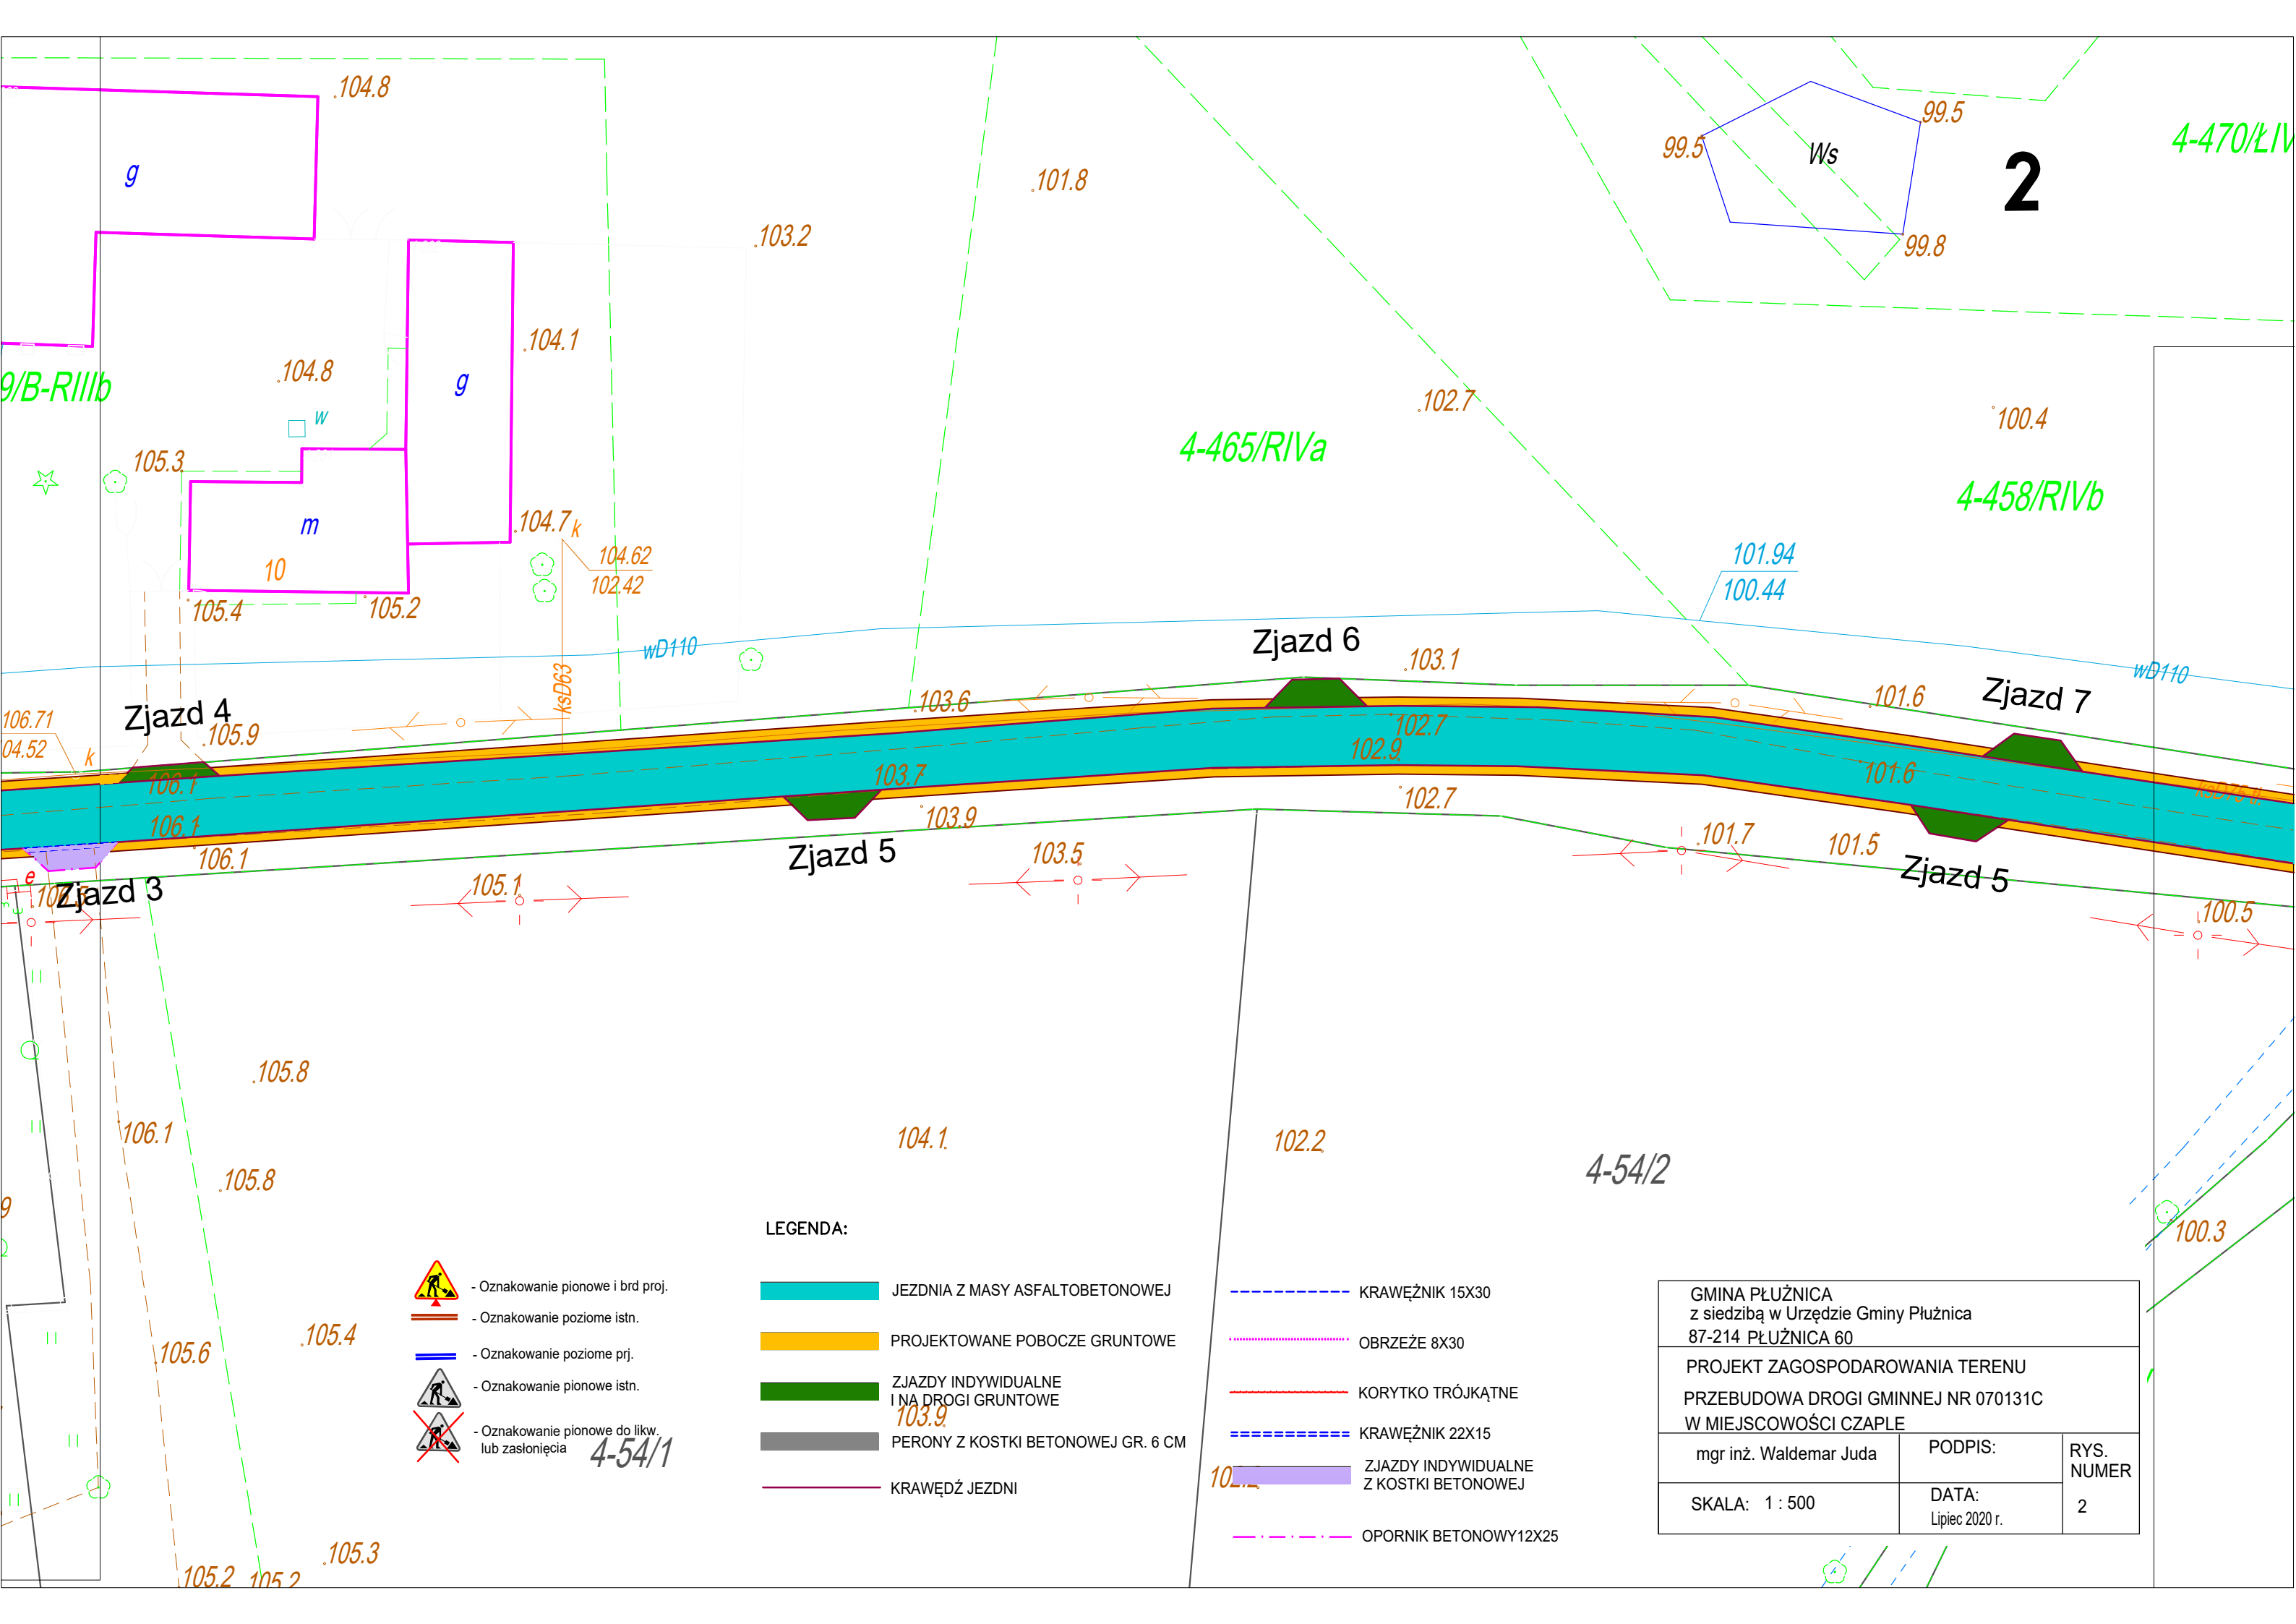 104.8
g
99.5
99.5
Ws
4-470/ŁIV
2
101.8
103.2
99.8
104.1
104.8
g
9/B-RIIIb
w
102.7
100.4
4-465/RIVa
105.3
4-458/RIVb
m
104.7
k
104.62
102.42
10
101.94
100.44
105.4
105.2
wD110
Zjazd 6
103.1
wD110
ksD63
103.6
101.6
Zjazd 7
106.71
04.52
k
Zjazd 4
105.9
102.7
102.9
106.1
103.7
101.6
103.9
102.7
106.1
106.1
Zjazd 5
103.5
101.7
101.5
Zjazd 5
e
106.5
Zjazd 3
105.1
100.5
105.8
106.1
104.1
102.2
4-54/2
105.8
9
100.3
105.6
105.4
103.9
4-54/1
105.3
105.2
105.2
LEGENDA:
- Oznakowanie pionowe i brd proj.
- Oznakowanie poziome istn.
- Oznakowanie poziome prj.
- Oznakowanie pionowe istn.
- Oznakowanie pionowe do likw.
lub zasłonięcia
JEZDNIA Z MASY ASFALTOBETONOWEJ
PROJEKTOWANE POBOCZE GRUNTOWE
ZJAZDY INDYWIDUALNE
I NA DROGI GRUNTOWE
PERONY Z KOSTKI BETONOWEJ GR. 6 CM
KRAWĘDŹ JEZDNI
KRAWĘŻNIK 15X30
OBRZEŻE 8X30
KORYTKO TRÓJKĄTNE
KRAWĘŻNIK 22X15
ZJAZDY INDYWIDUALNE
Z KOSTKI BETONOWEJ
OPORNIK BETONOWY12X25
GMINA PŁUŻNICA
z siedzibą w Urzędzie Gminy Płużnica
87-214 PŁUŻNICA 60
PROJEKT ZAGOSPODAROWANIA TERENU
PRZEBUDOWA DROGI GMINNEJ NR 070131C
W MIEJSCOWOŚCI CZAPLE
mgr inż. Waldemar Juda
PODPIS:
RYS.
NUMER
2
SKALA: 1 : 500
DATA:
Lipiec 2020 r.